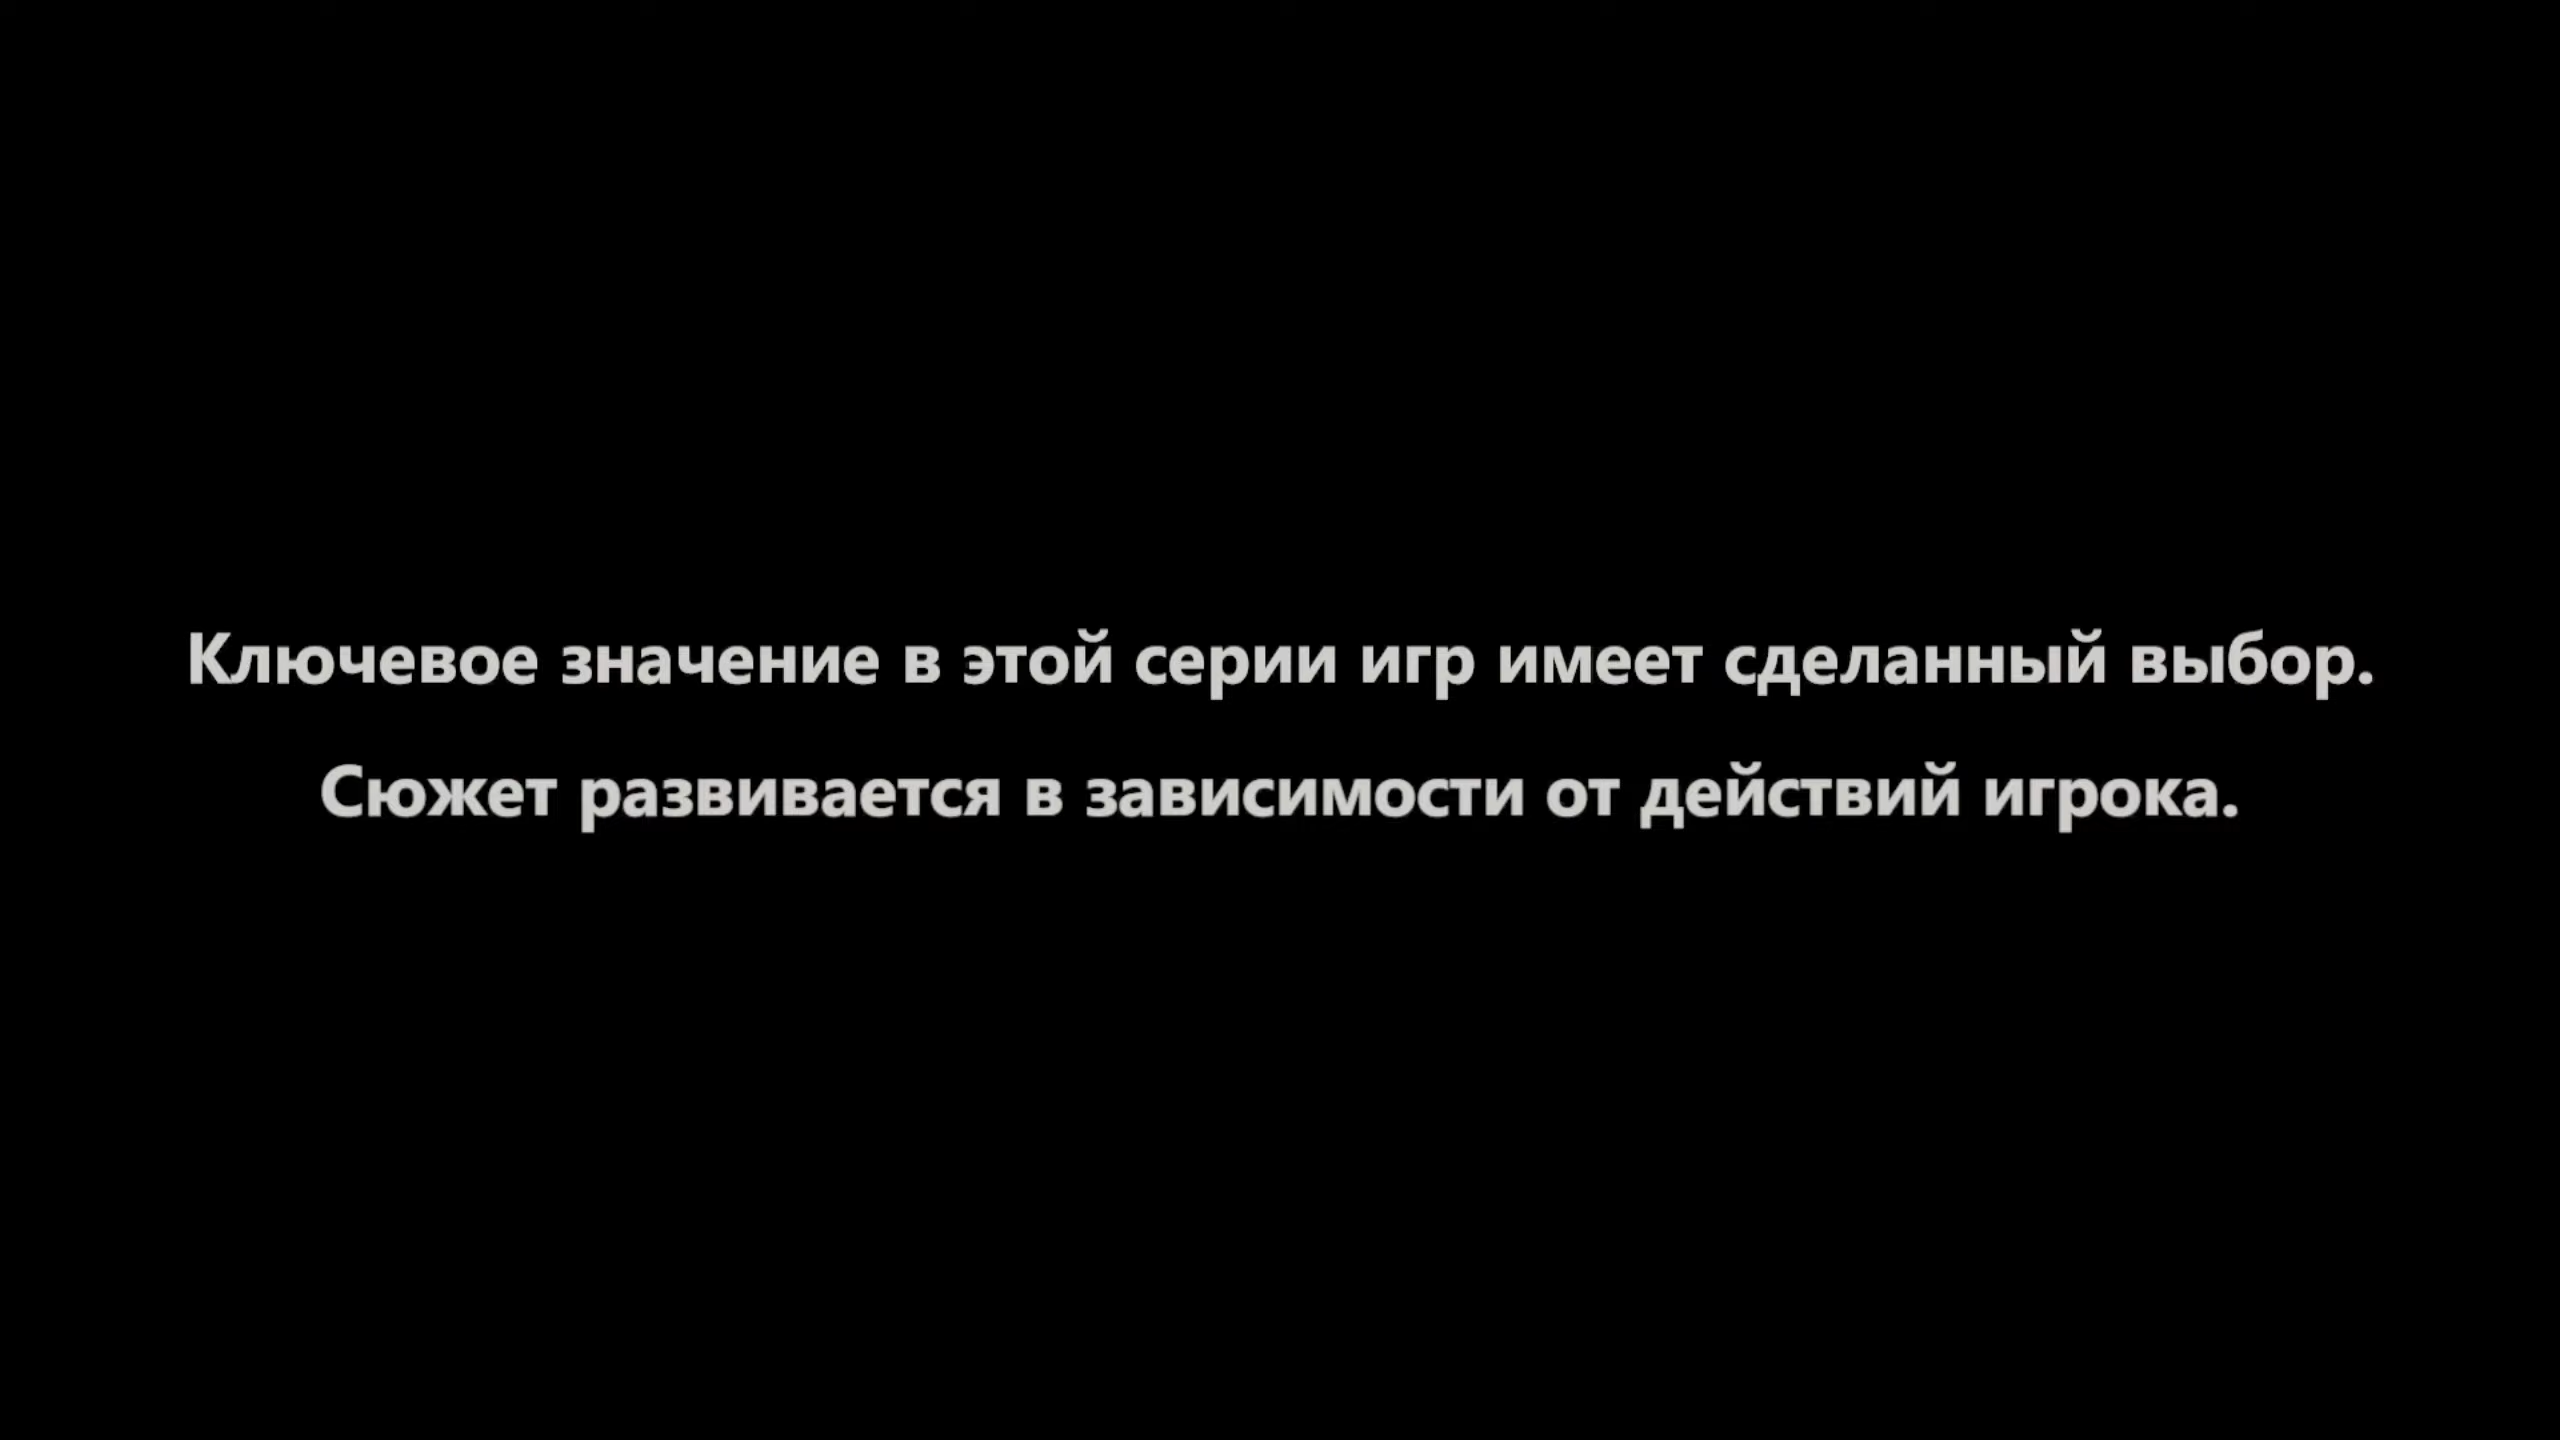 Ключевое значение в этой серии игр имеет сделанный выбор.
Сюжет развивается в зависимости от действий игрока.